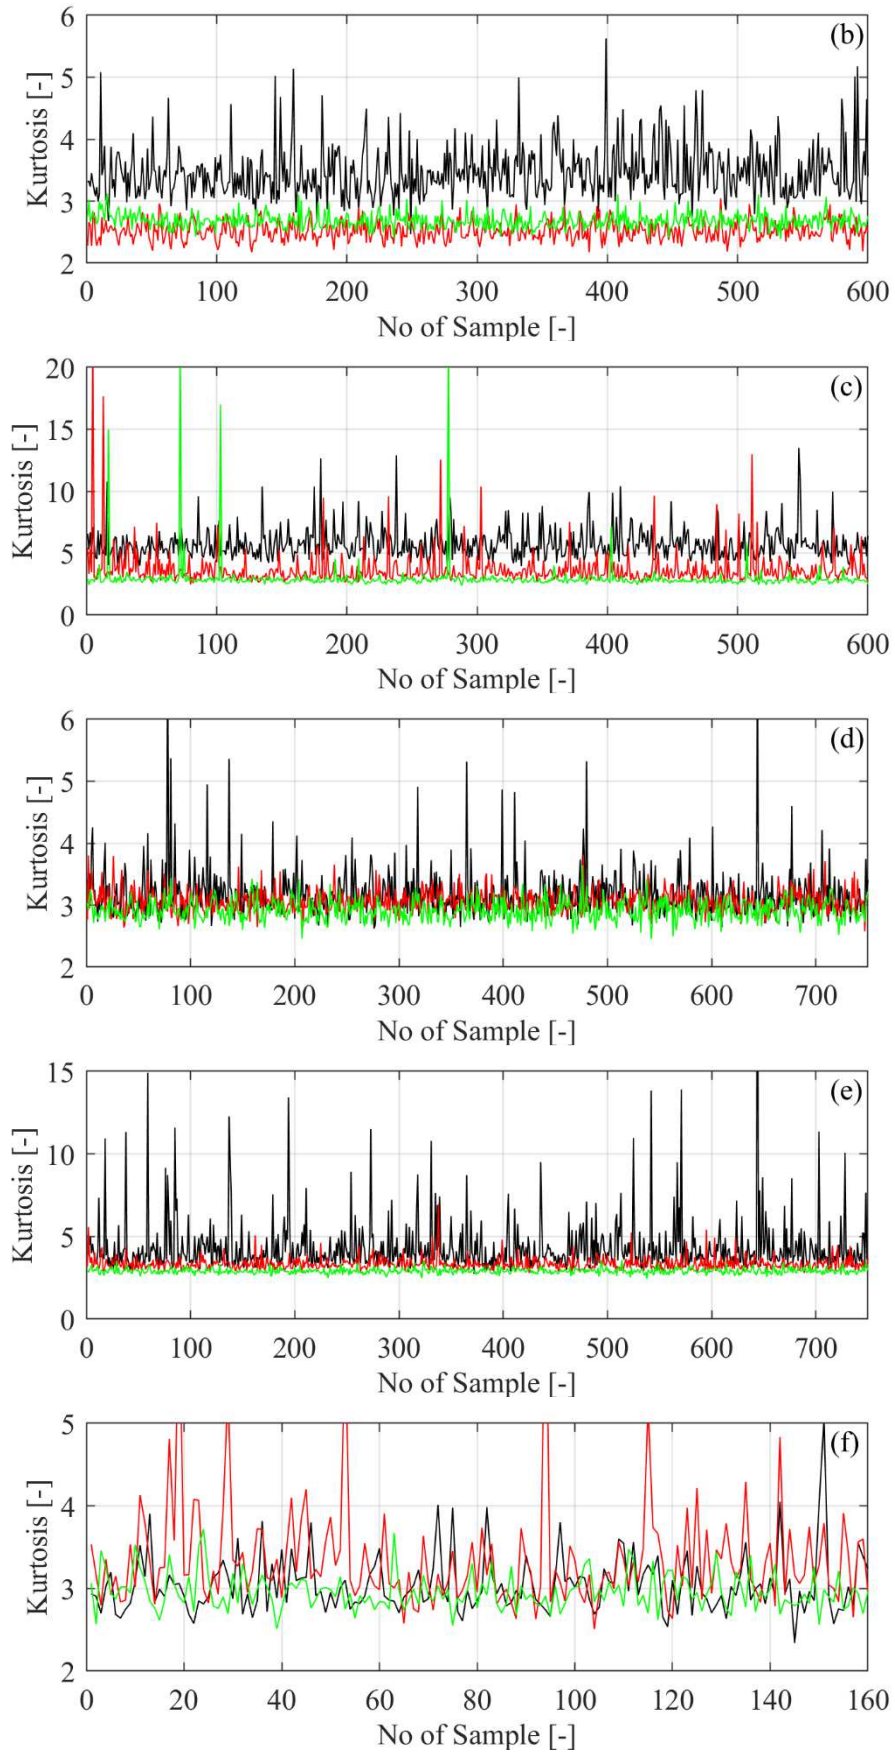 6
(b)
5
4
3
2
Kurtosis [-]
0 100 200 300 400 500 600
No of Sample [-]
20
(c)
15
10
5
0
Kurtosis [-]
0 100 200 300 400 500 600
No of Sample [-]
6
(d)
5
4
3
2
Kurtosis [-]
0 100 200 300 400 500 600 700
No of Sample [-]
15
(e)
10
5
0
Kurtosis [-]
0 100 200 300 400 500 600 700
No of Sample [-]
5
(f)
4
3
2
Kurtosis [-]
0 20 40 60 80 100 120 140 160
No of Sample [-]